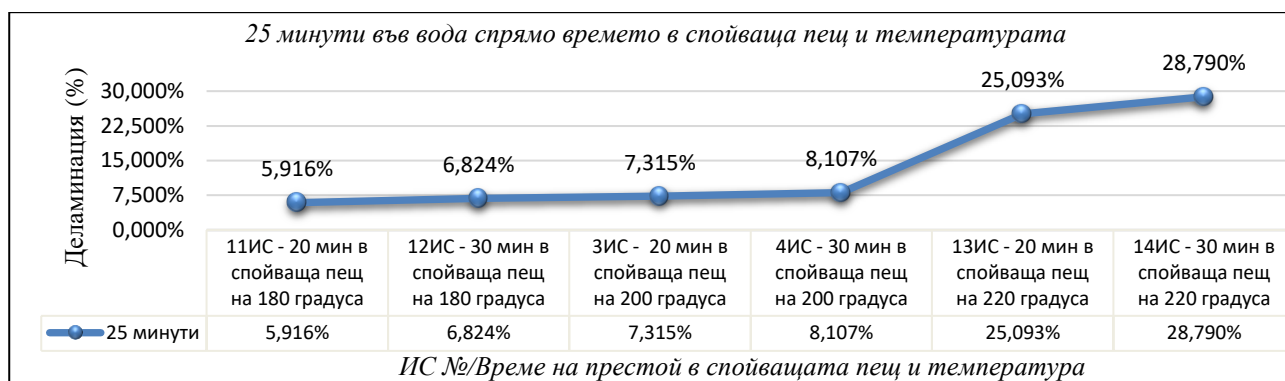 25 минути във вода спрямо времето в спойваща пещ и температурата
Деламинация (%)
30,000%
22,500%
15,000%
7,500%
0,000%
5,916%
6,824%
7,315%
8,107%
25,093%
28,790%
11ИС - 20 мин в
спойваща пещ
на 180 градуса
12ИС - 30 мин в
спойваща пещ
на 180 градуса
3ИС - 20 мин в
спойваща пещ
на 200 градуса
4ИС - 30 мин в
спойваща пещ
на 200 градуса
13ИС - 20 мин в
спойваща пещ
на 220 градуса
14ИС - 30 мин в
спойваща пещ
на 220 градуса
25 минути 5,916% 6,824% 7,315% 8,107% 25,093% 28,790%
ИС №/Време на престой в спойващата пещ и температура